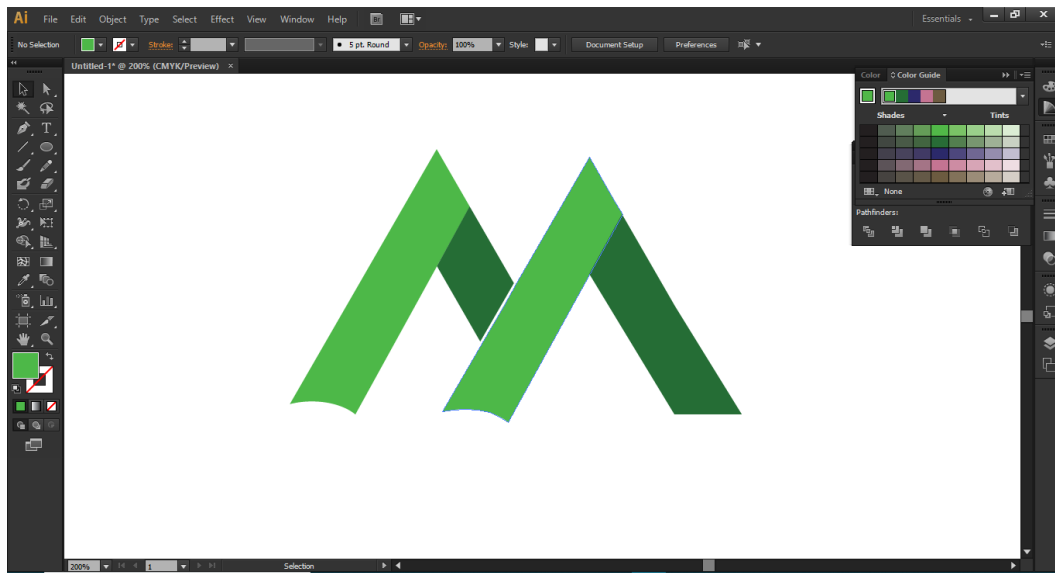 Ai File Edit Object Type Select Effect View Window Help Br Essentials
No Selection Stroke: 5 pt. Round Opacity: 100% Style: Document Setup Preferences
Untitled-1* @ 200% (CMYK/Preview) ×
Color Color Guide
Shades Tints
None
Pathfinders:
T
200% 1 Selection